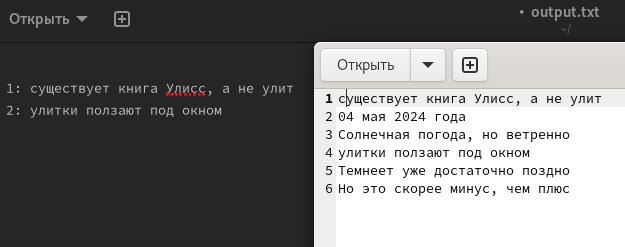 Открыть
• output.txt
~/
1: существует книга Улисс, а не улит
2: улитки ползают под окном
Открыть
1 существует книга Улисс, а не улит
2 04 мая 2024 года
3 Солнечная погода, но ветренно
4 улитки ползают под окном
5 Темнеет уже достаточно поздно
6 Но это скорее минус, чем плюс